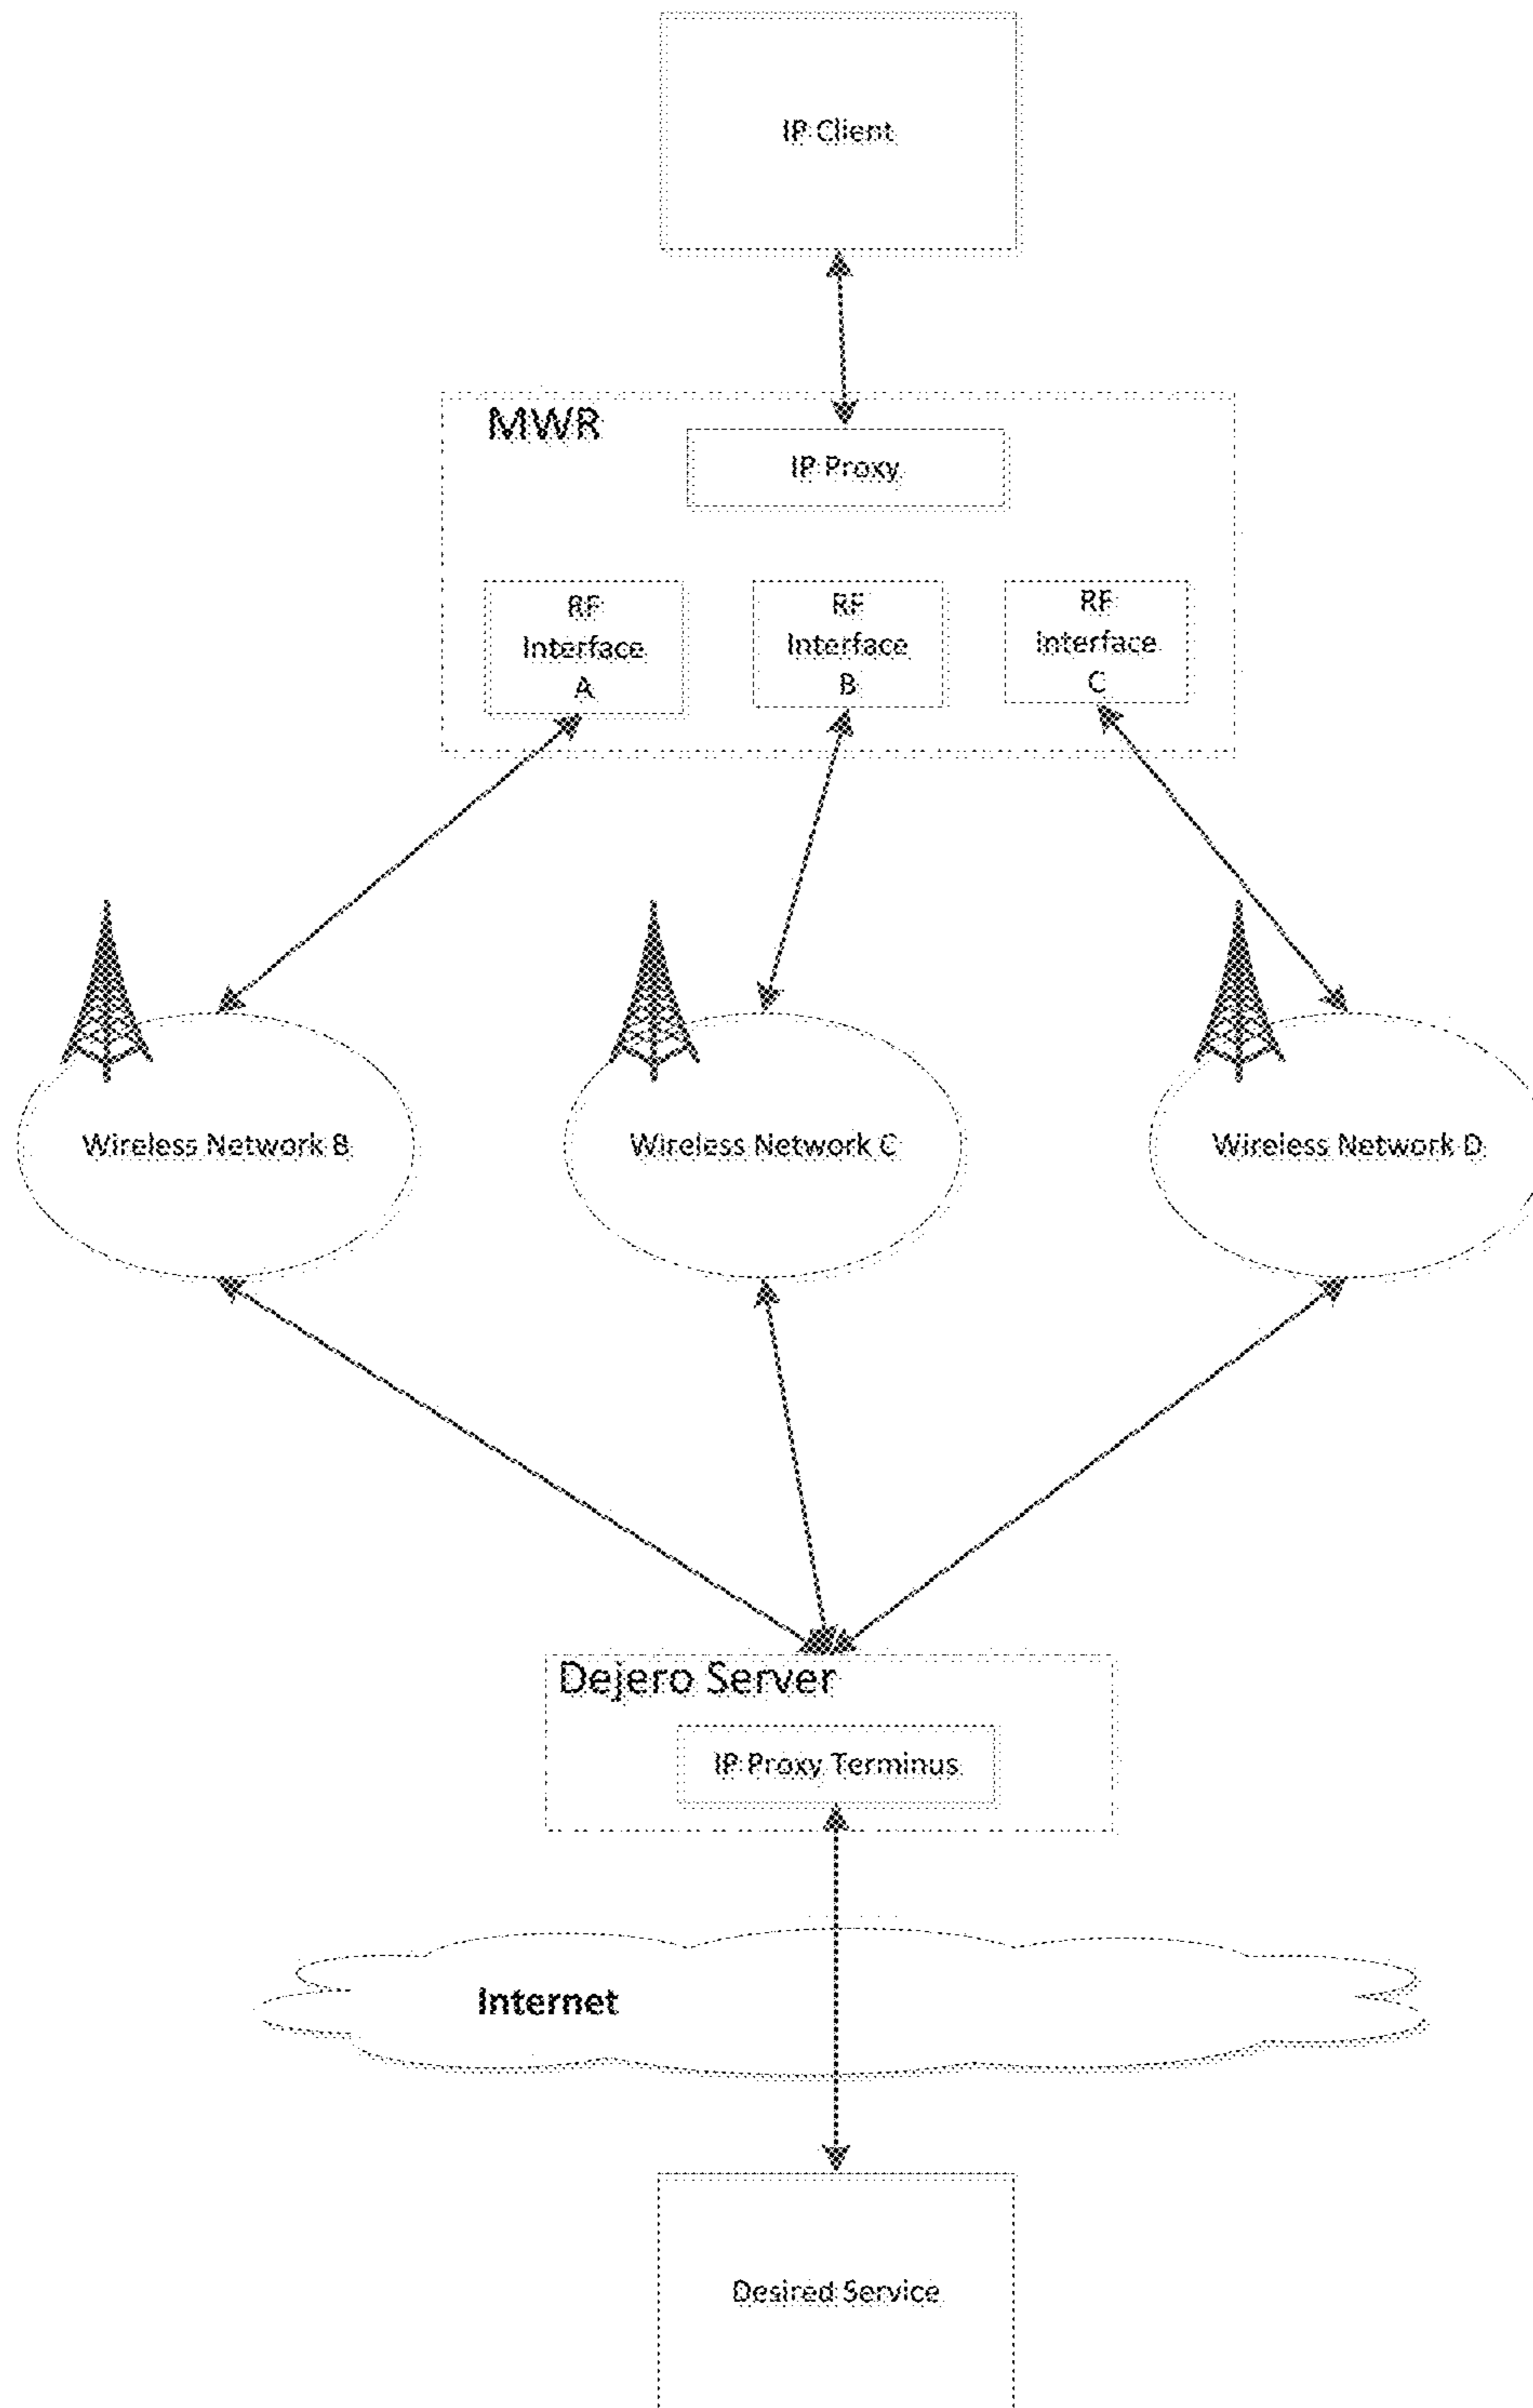 IP Client
MWR
IP Proxy
RF
Interface
A
RF
Interface
B
RF
Interface
C
Wireless Network B
Wireless Network C
Wireless Network D
Dejero Server
IP Proxy Terminus
Internet
Desired Service